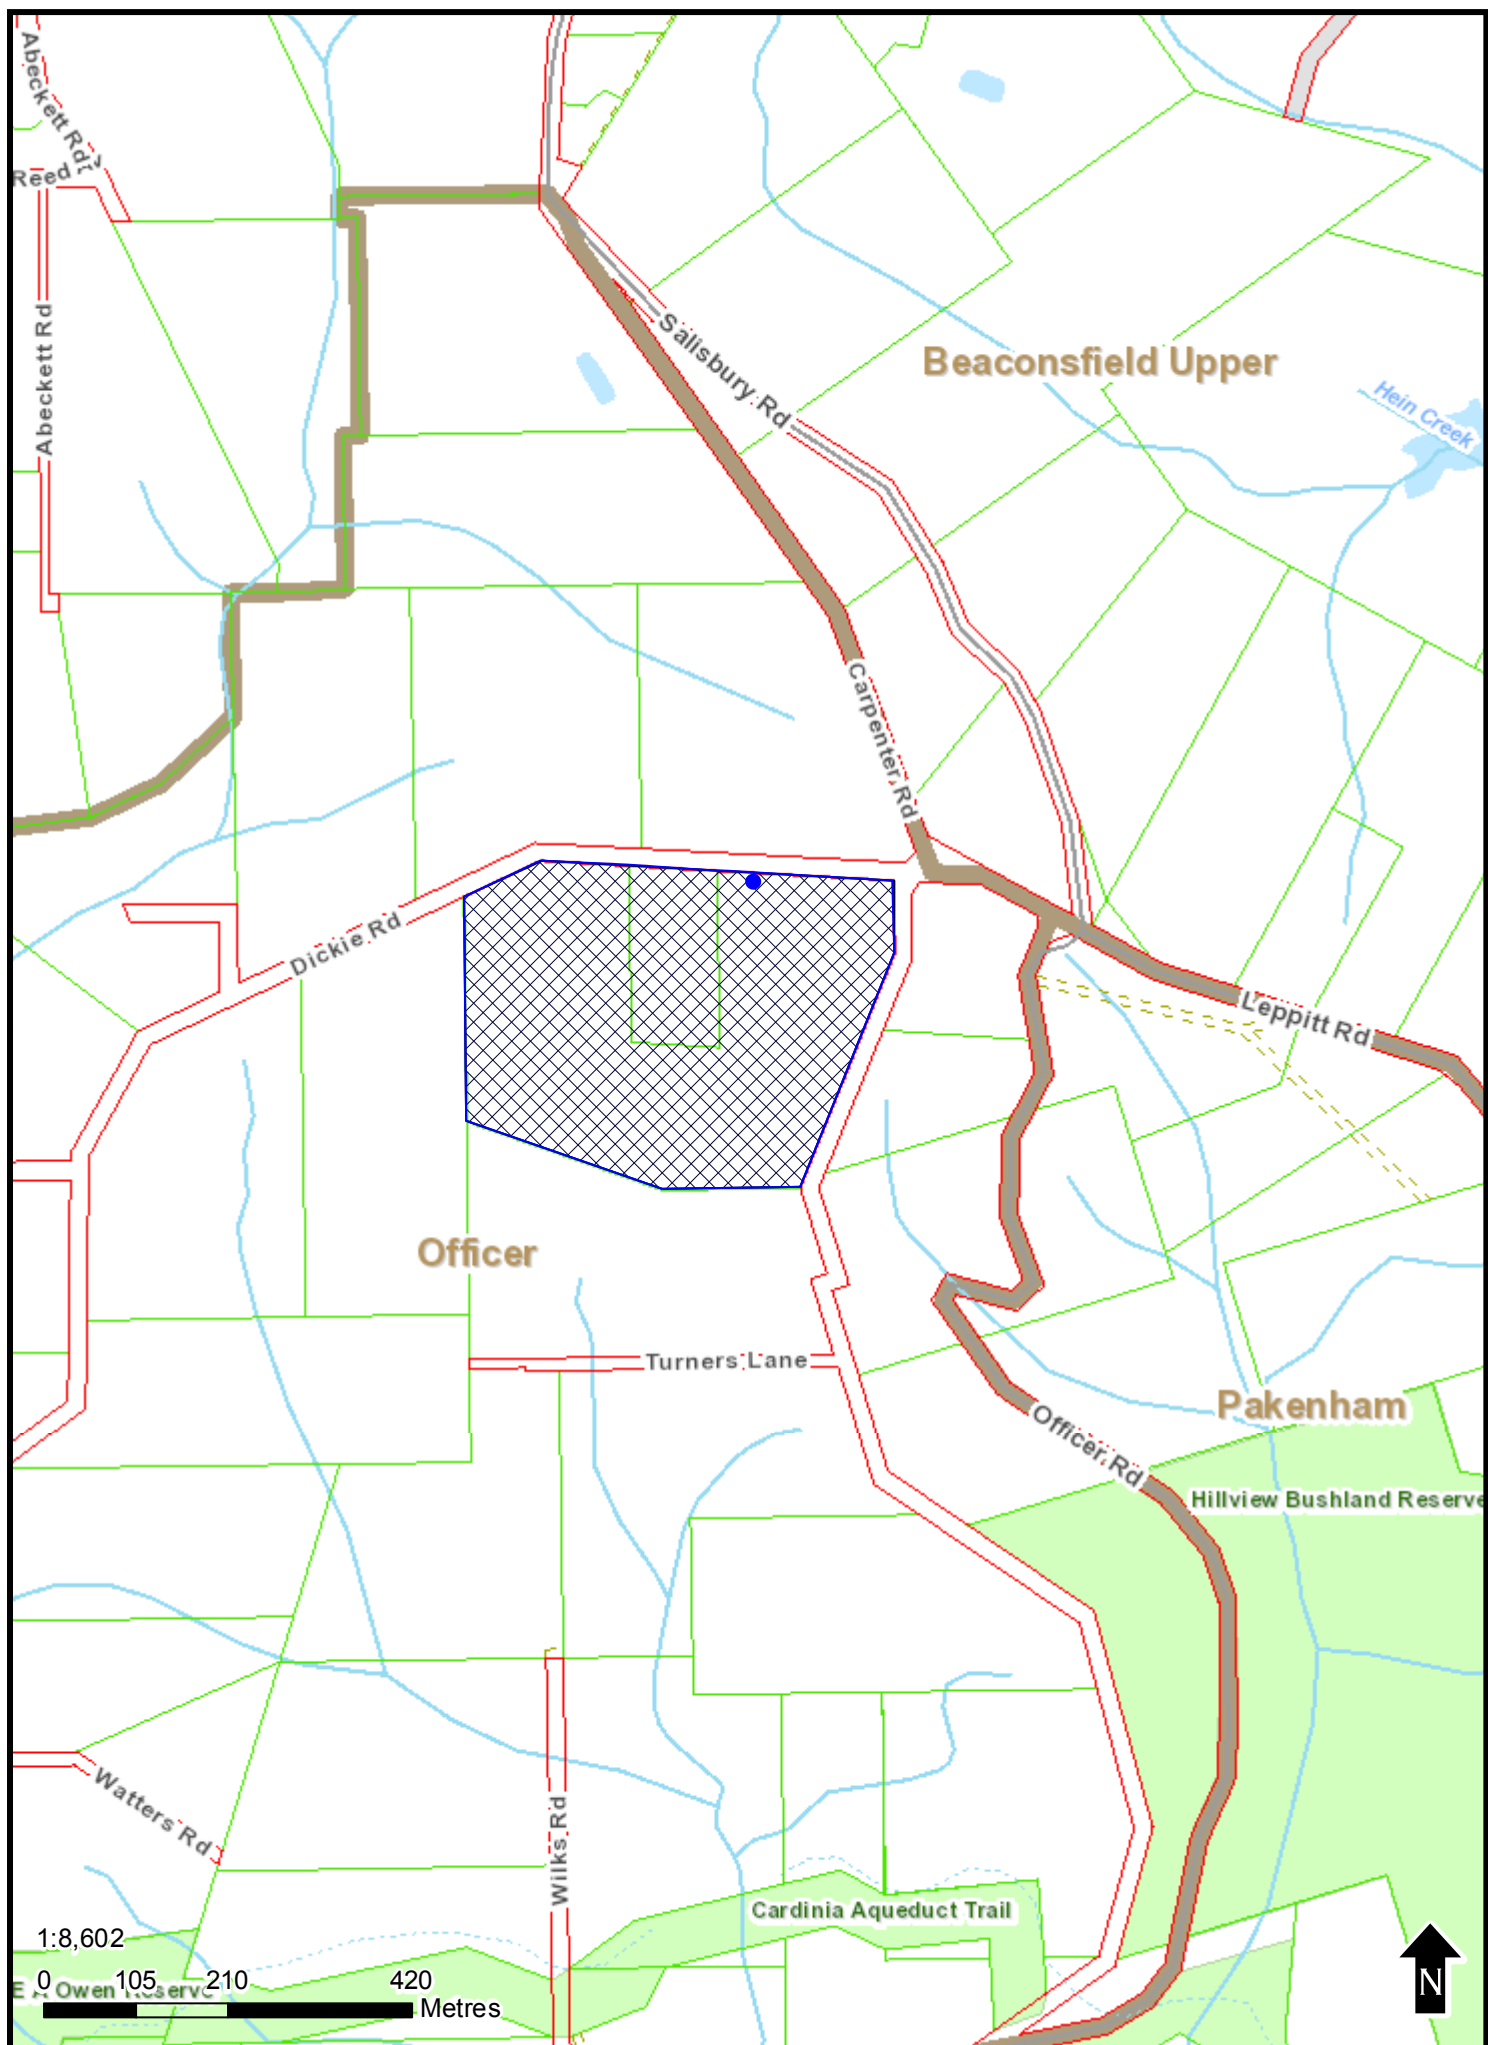 Abeckett Rd
Reed
Abeckett Rd
Salisbury Rd
Beaconsfield Upper
Hein Creek
Carpenter Rd
Dickie Rd
Leppitt Rd
Officer
Turners Lane
Pakenham
Officer Rd
Hillview Bushland Reserve
Watters Rd
Wilks Rd
Cardinia Aqueduct Trail
1:8,602
0 105 210 420
E A Owen Reserve
Metres
N